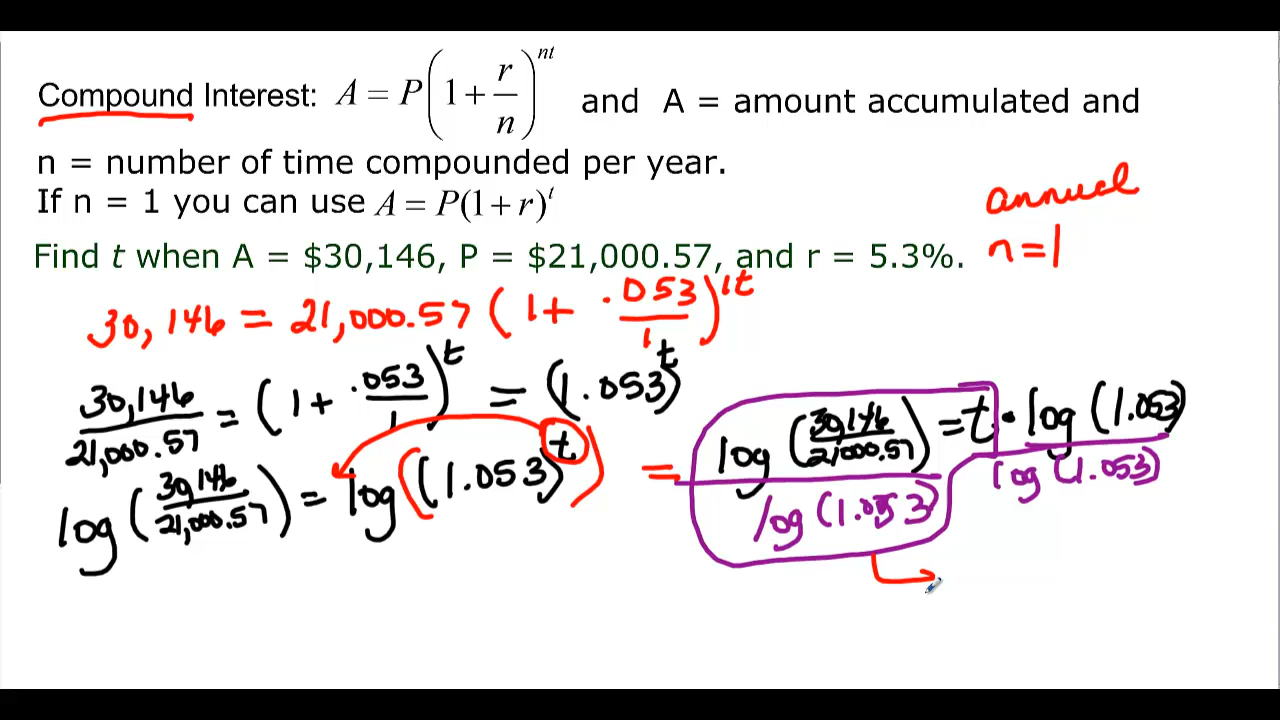 Compound Interest: A = P(1 + r/n)^nt and A = amount accumulated and
n = number of time compounded per year.
If n = 1 you can use A = P(1 + r)^t
annual
Find t when A = $30,146, P = $21,000.57, and r = 5.3%.
n = 1
30,146 = 21,000.57 (1 + .053/1)^1t
30,146/21,000.57 = (1 + .053/1)^t = (1.053)^t
log (30,146/21,000.57) = log ((1.053)^t)
= log (30,146/21,000.57) = t • log (1.053)
log (1.053) log (1.053)